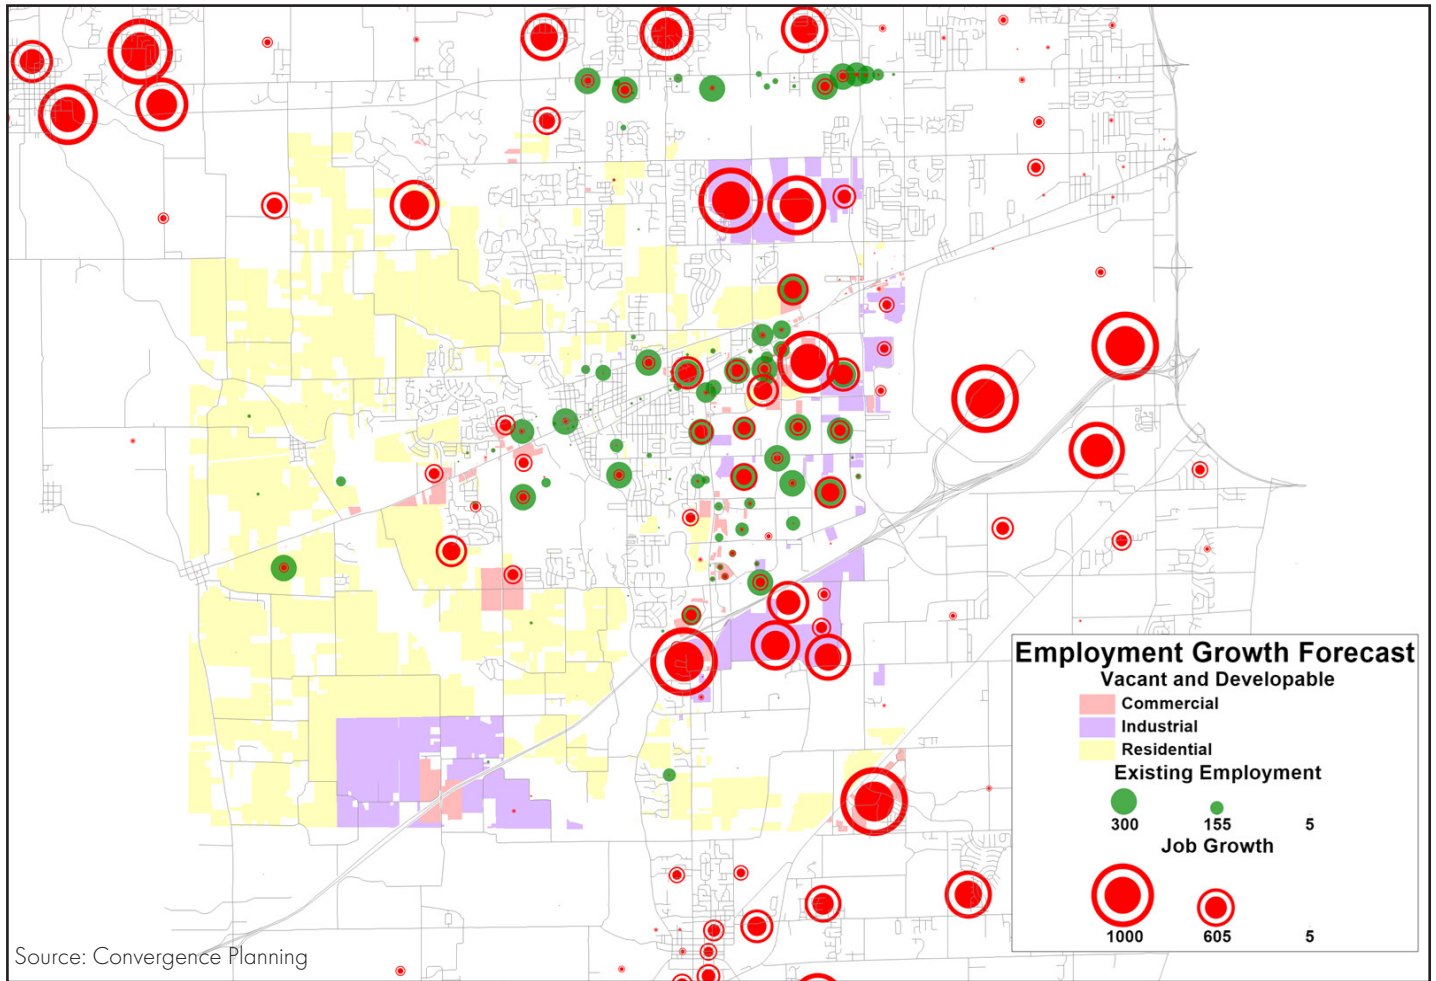 Employment Growth Forecast
Vacant and Developable
Commercial
Industrial
Residential
Existing Employment
300 155 5
Job Growth
1000 605 5
Source: Convergence Planning